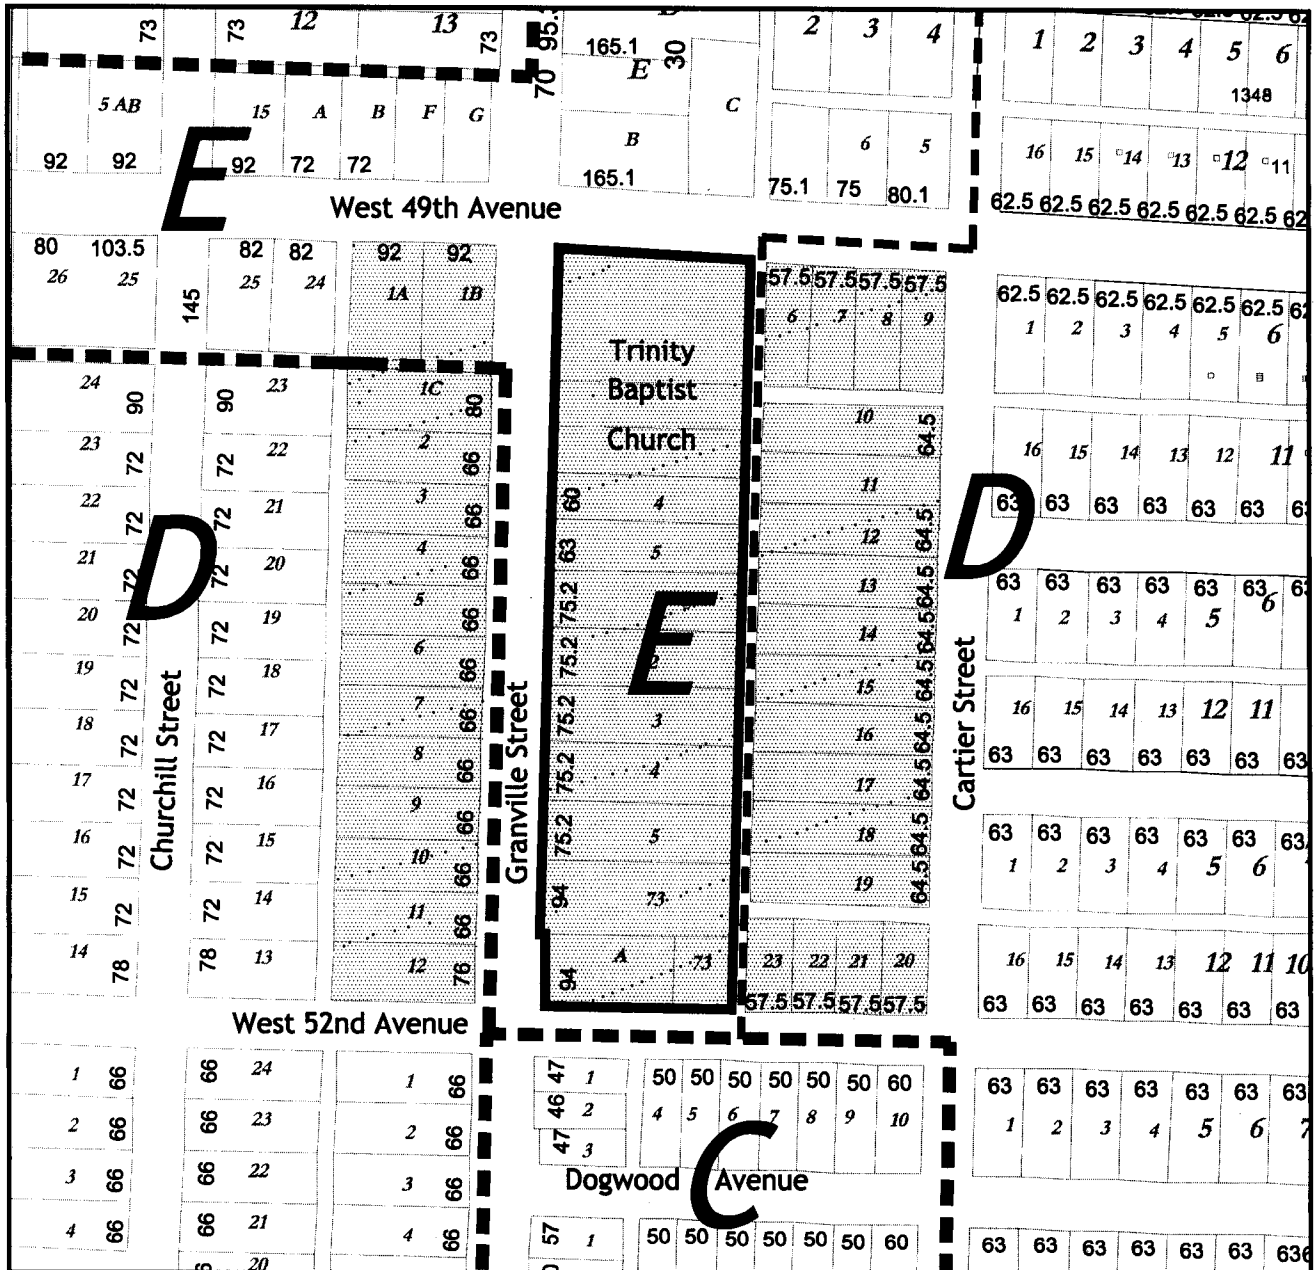 73 73 12 13 73 95. 165.1 30 2 3 4 1 2 3 4 5 6
E 70 1348
5 AB 15 A B F G C
B 6 5 16 15 14 13 12 11
92 92 E 92 72 72 165.1 75.1 75 80.1
62.5 62.5 62.5 62.5 62.5 62.5 62
West 49th Avenue
80 103.5 82 82 92 92
26 25 145 25 24 1A 1B
57.5 57.5 57.5 57.5
6 7 8 9
62.5 62.5 62.5 62.5 62.5 62.5
1 2 3 4 5 6
Trinity
Baptist
Church
24 90 90 23 1C 80 10 64.5
23 72 72 22 2 66 16 15 14 13 12 11
22 72 72 21 3 66 60 4 11
63 63 63 63 63 63
D D
21 72 72 20 4 66 63 5 12 64.5
20 72 72 19 5 66 75.2 E 13 64.5
63 63 63 63 63
1 2 3 4 5 6
19 72 72 18 6 66 75.2 2 14 64.5
18 72 72 17 7 66 75.2 3 15 64.5
16 15 14 13 12 11
17 72 72 16 8 66 75.2 4 16 64.5
63 63 63 63 63 63
Churchill Street
Granville Street
Cartier Street
16 72 72 15 9 66 75.2 5 17 64.5
10 66 18 64.5
63 63 63 63 63 63
1 2 3 4 5 6
15 72 72 14 11 66 94 73 19 64.5
14 78 78 13 12 76 94 A 73 23 22 21 20
57.5 57.5 57.5 57.5
16 15 14 13 12 11 10
63 63 63 63 63 63 63
West 52nd Avenue
1 66 66 24 1 66 47 1 50 50 50 50 50 50 60
63 63 63 63 63 63
2 66 66 23 2 66 46 2 4 5 6 7 8 9 10
1 2 3 4 5 6 7
47 3
3 66 66 22 3 66
Dogwood Avenue
C
4 66 66 21 4 66 57 1 50 50 50 50 50 50 60
63 63 63 63 63 63
20